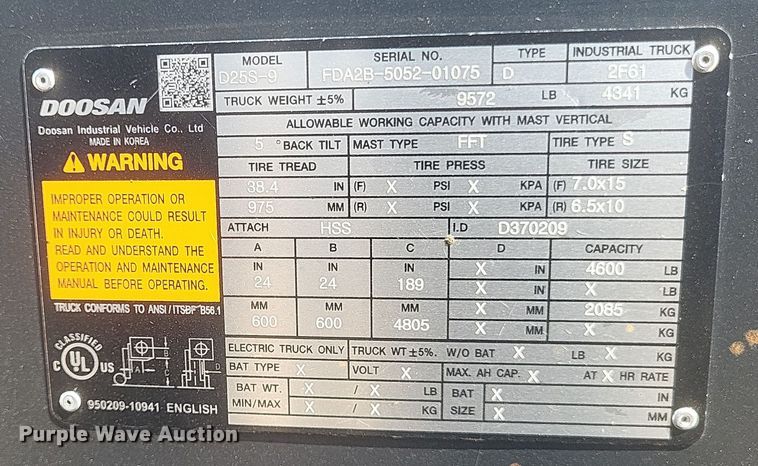 DOOSAN
Doosan Industrial Vehicle Co., Ltd
MADE IN KOREA
WARNING
IMPROPER OPERATION OR
MAINTENANCE COULD RESULT
IN INJURY OR DEATH.
READ AND UNDERSTAND THE
OPERATION AND MAINTENANCE
MANUAL BEFORE OPERATING.
TRUCK CONFORMS TO ANSI/ITSDF B56.1
CLASSIFIED
C UL US
950209-10941 ENGLISH
MODEL SERIAL NO. TYPE INDUSTRIAL TRUCK
D25S-9 FDA2B-5052-01075 D 2F61
TRUCK WEIGHT ±5% 9572 LB 4341 KG
ALLOWABLE WORKING CAPACITY WITH MAST VERTICAL
5 ° BACK TILT MAST TYPE FFT TIRE TYPE S
TIRE TREAD TIRE PRESS TIRE SIZE
38.4 IN (F) X PSI X KPA (F) 7.0x15
975 MM (R) X PSI X KPA (R) 6.5x10
ATTACH HSS I.D D370209
A B C D CAPACITY
IN IN IN X IN 4600 LB
24 24 189 X IN X LB
MM MM MM X MM 2085 KG
600 600 4805 X MM X KG
ELECTRIC TRUCK ONLY TRUCK WT ±5%. W/O BAT X LB X KG
BAT TYPE X VOLT X MAX. AH CAP. X AT X HR RATE
BAT WT. X / X LB BAT X IN
MIN/MAX X / X KG SIZE X MM
Purple Wave Auction